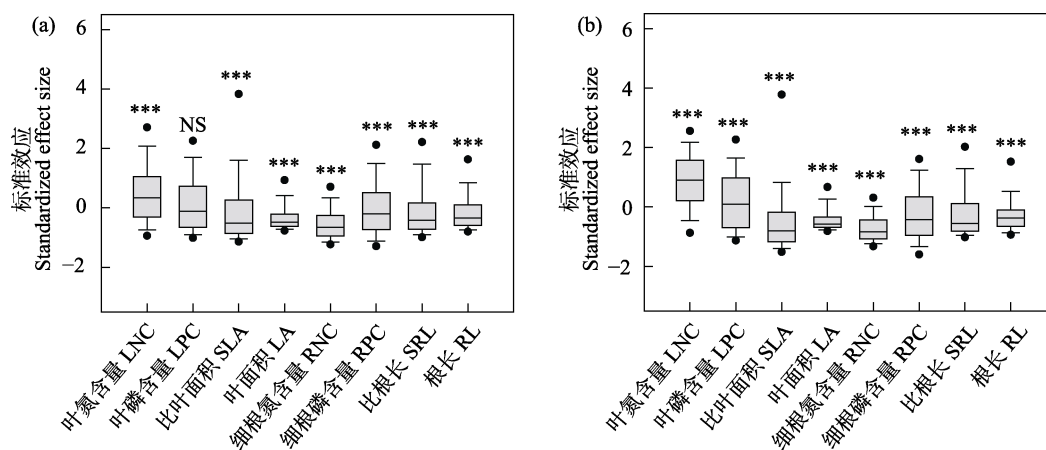 (a)
标准效应
Standardized effect size
6
4
2
0
−2
***
NS
***
***
***
***
***
***
叶氮含量 LNC
叶磷含量 LPC
比叶面积 SLA
叶面积 LA
细根氮含量 RNC
细根磷含量 RPC
比根长 SRL
根长 RL
(b)
标准效应
Standardized effect size
6
4
2
0
−2
***
***
***
***
***
***
***
***
叶氮含量 LNC
叶磷含量 LPC
比叶面积 SLA
叶面积 LA
细根氮含量 RNC
细根磷含量 RPC
比根长 SRL
根长 RL